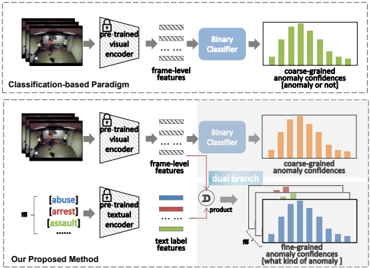 pre-trained
visual
encoder
frame-level
features
Binary
Classifier
coarse-grained
anomaly confidences
[anomaly or not]
Classification-based Paradigm
pre-trained
visual
encoder
frame-level
features
Binary
Classifier
coarse-grained
anomaly confidences
dual branch
[abuse]
[arrest]
[assault]
......
pre-trained
textual
encoder
text label
features
product
fine-grained
anomaly confidences
[what kind of anomaly]
Our Proposed Method